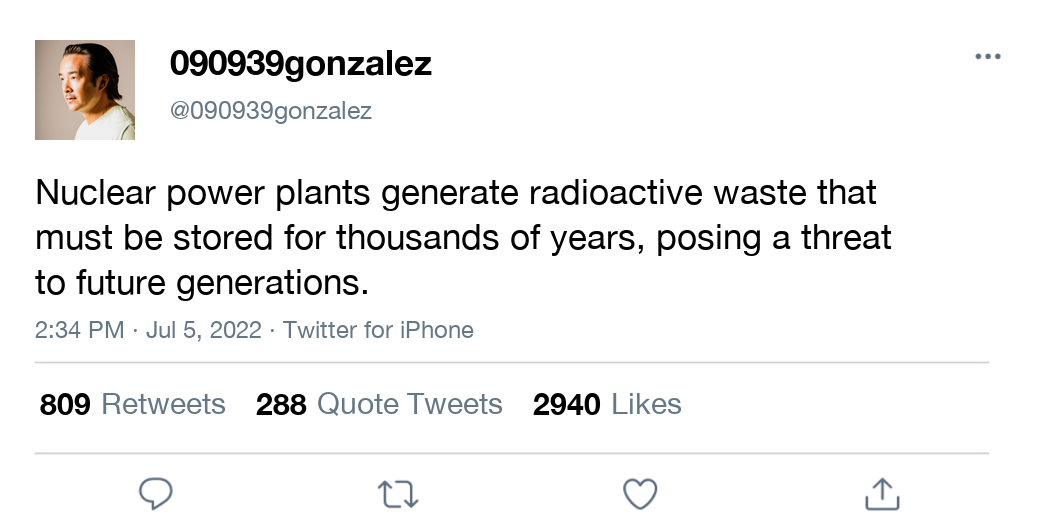 090939gonzalez
@090939gonzalez
Nuclear power plants generate radioactive waste that
must be stored for thousands of years, posing a threat
to future generations.
2:34 PM · Jul 5, 2022 · Twitter for iPhone
809 Retweets 288 Quote Tweets 2940 Likes